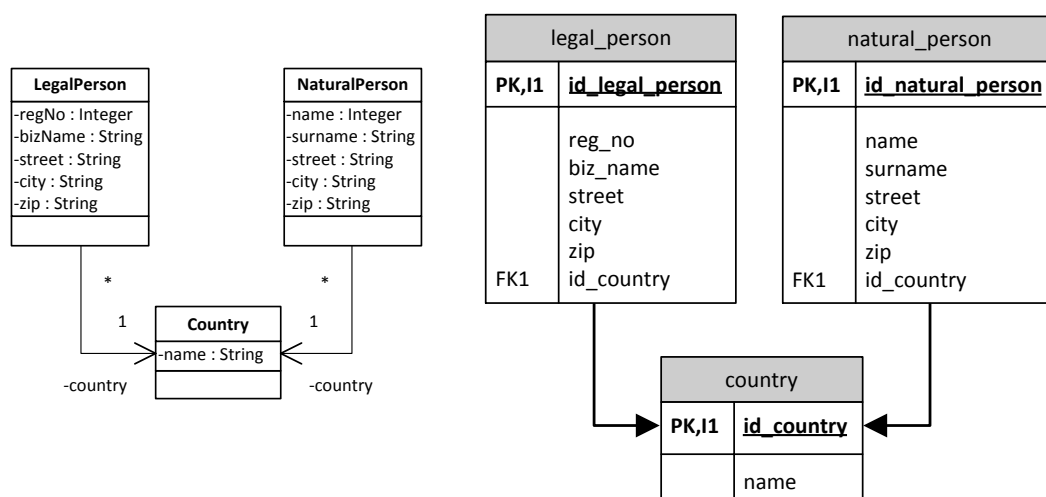 LegalPerson
-regNo : Integer
-bizName : String
-street : String
-city : String
-zip : String
NaturalPerson
-name : Integer
-surname : String
-street : String
-city : String
-zip : String
*
*
1
1
Country
-name : String
-country
-country
legal_person
PK,I1 id_legal_person
reg_no
biz_name
street
city
zip
FK1 id_country
natural_person
PK,I1 id_natural_person
name
surname
street
city
zip
FK1 id_country
country
PK,I1 id_country
name